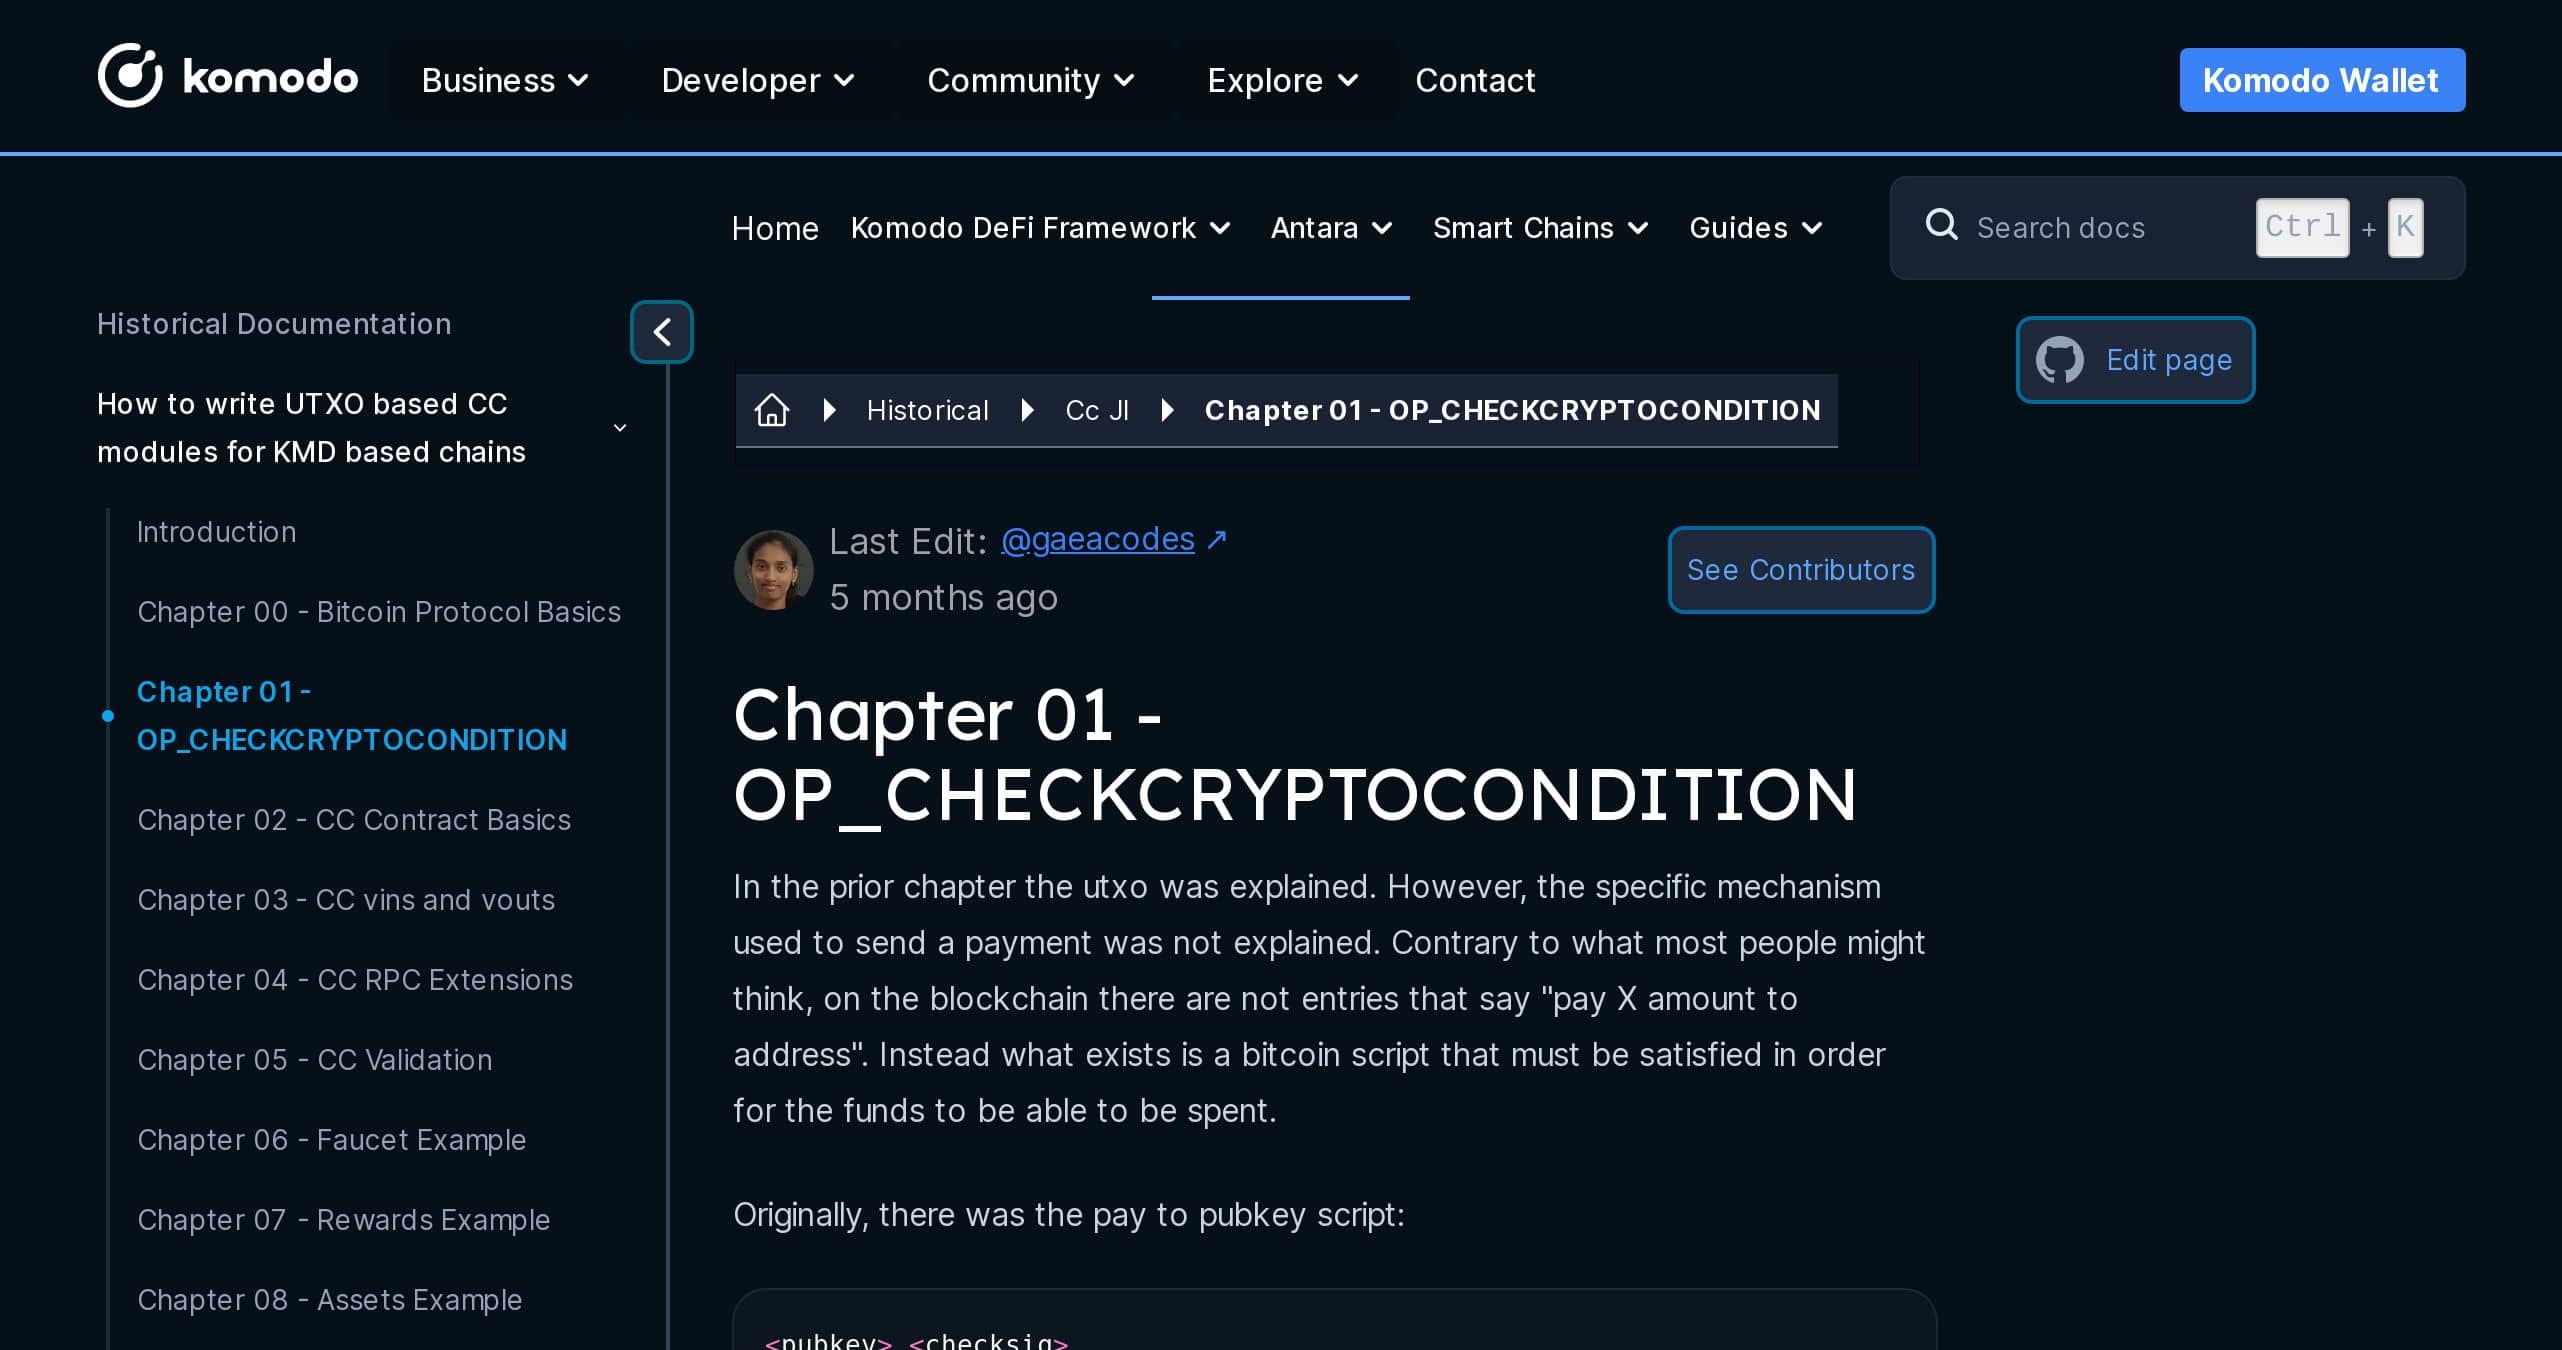 komodo
Business
Developer
Community
Explore
Contact
Komodo Wallet
Home
Komodo DeFi Framework
Antara
Smart Chains
Guides
Search docs
Ctrl + K
Historical Documentation
How to write UTXO based CC
modules for KMD based chains
Introduction
Chapter 00 - Bitcoin Protocol Basics
Chapter 01 -
OP_CHECKCRYPTOCONDITION
Chapter 02 - CC Contract Basics
Chapter 03 - CC vins and vouts
Chapter 04 - CC RPC Extensions
Chapter 05 - CC Validation
Chapter 06 - Faucet Example
Chapter 07 - Rewards Example
Chapter 08 - Assets Example
Historical
Cc Jl
Chapter 01 - OP_CHECKCRYPTOCONDITION
Edit page
Last Edit: @gaeacodes ↗
5 months ago
See Contributors
Chapter 01 -
OP_CHECKCRYPTOCONDITION
In the prior chapter the utxo was explained. However, the specific mechanism
used to send a payment was not explained. Contrary to what most people might
think, on the blockchain there are not entries that say "pay X amount to
address". Instead what exists is a bitcoin script that must be satisfied in order
for the funds to be able to be spent.
Originally, there was the pay to pubkey script:
<pubkey> <checksig>